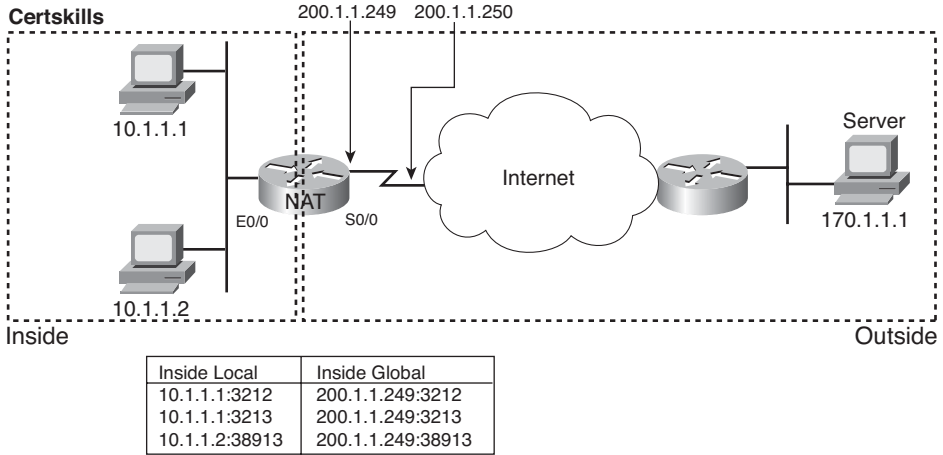 Certskills
200.1.1.249 200.1.1.250
10.1.1.1
Server
Internet
NAT
E0/0 S0/0
170.1.1.1
10.1.1.2
Inside Outside
Inside Local Inside Global
10.1.1.1:3212 200.1.1.249:3212
10.1.1.1:3213 200.1.1.249:3213
10.1.1.2:38913 200.1.1.249:38913